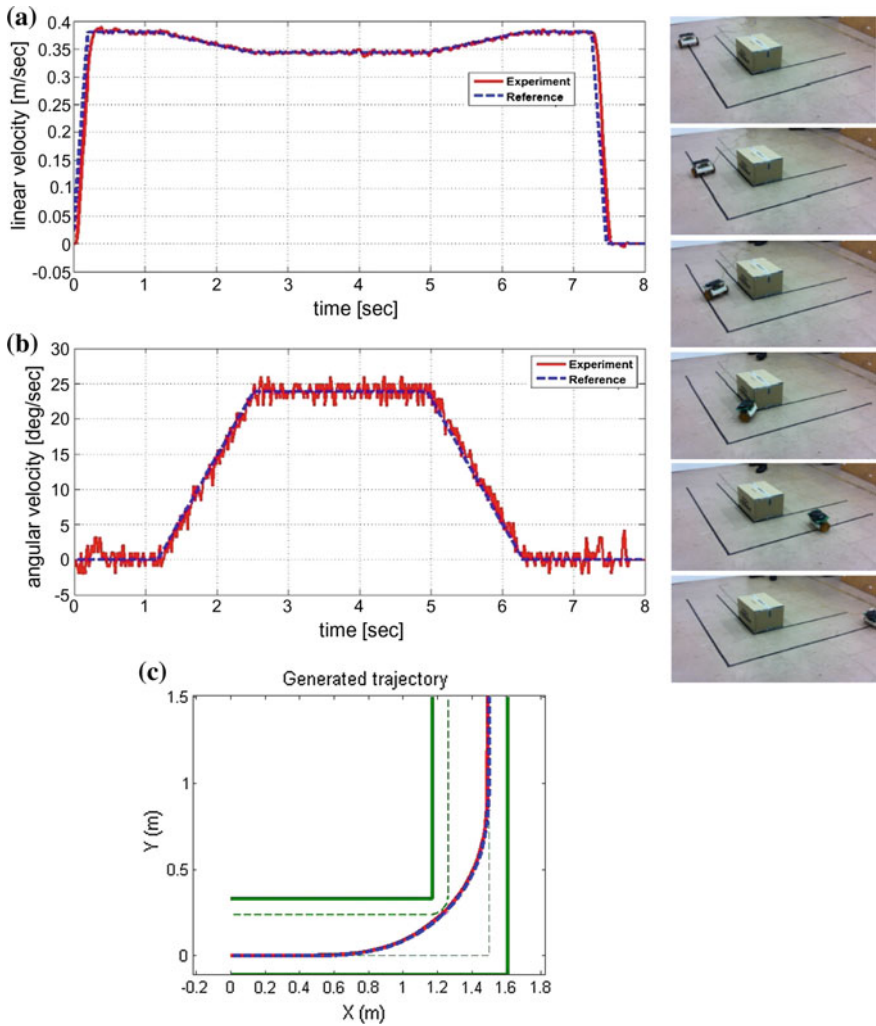 (a)
0.4
0.35
0.3
0.25
0.2
0.15
0.1
0.05
0
-0.05
linear velocity [m/sec]
Experiment
Reference
0 1 2 3 4 5 6 7 8
time [sec]
(b)
30
25
20
15
10
5
0
-5
angular velocity [deg/sec]
Experiment
Reference
0 1 2 3 4 5 6 7 8
time [sec]
(c)
Generated trajectory
1.5
1
0.5
0
Y (m)
-0.2 0 0.2 0.4 0.6 0.8 1.0 1.2 1.4 1.6 1.8
X (m)